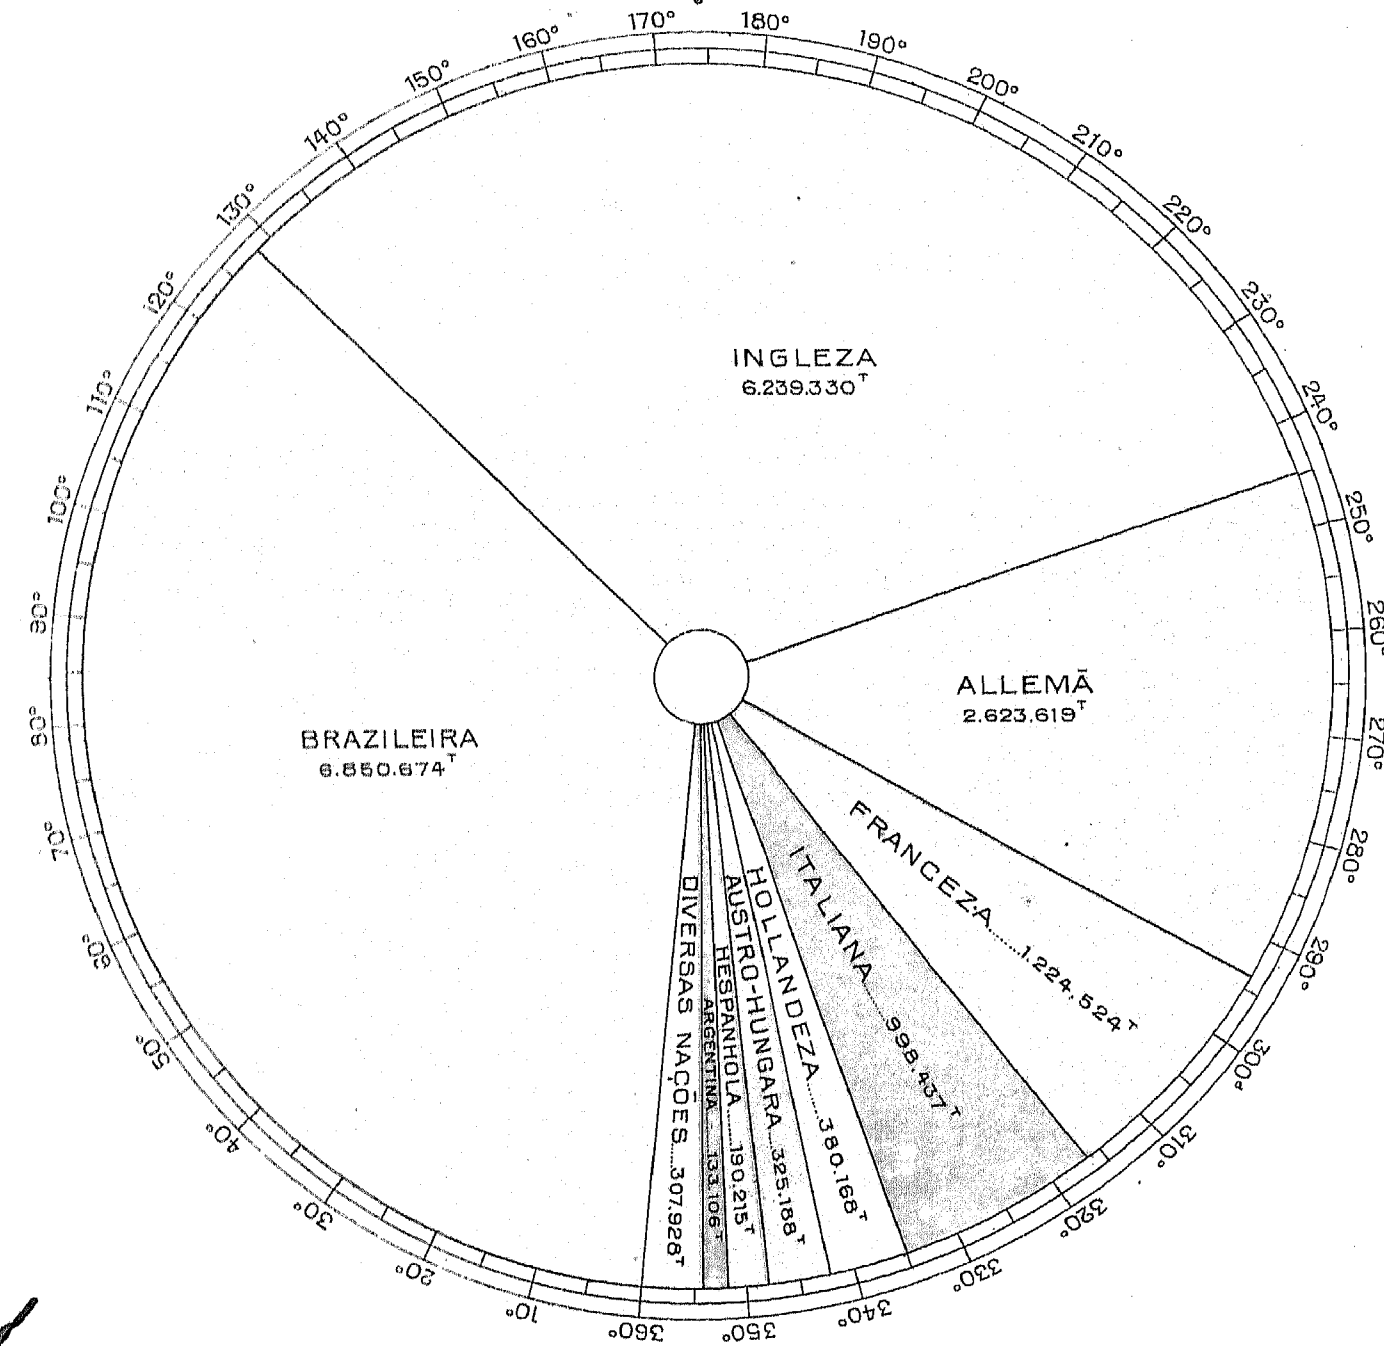 170°
180°
160°
190°
150°
200°
140°
210°
130°
220°
120°
230°
110°
240°
100°
250°
90°
260°
80°
270°
70°
280°
60°
290°
50°
300°
40°
310°
30°
320°
20°
330°
10°
340°
360°
350°
INGLEZA
6.239.330T
ALLEMÃ
2.623.619T
BRAZILEIRA
6.850.674T
FRANCEZA......1.224.524T
ITALIANA......998.437T
HOLLANDEZA......380.168T
AUSTRO-HUNGARA...325.188T
HESPANHOLA.....190.215T
ARGENTINA...133.106T
DIVERSAS NAÇÕES....307.928T